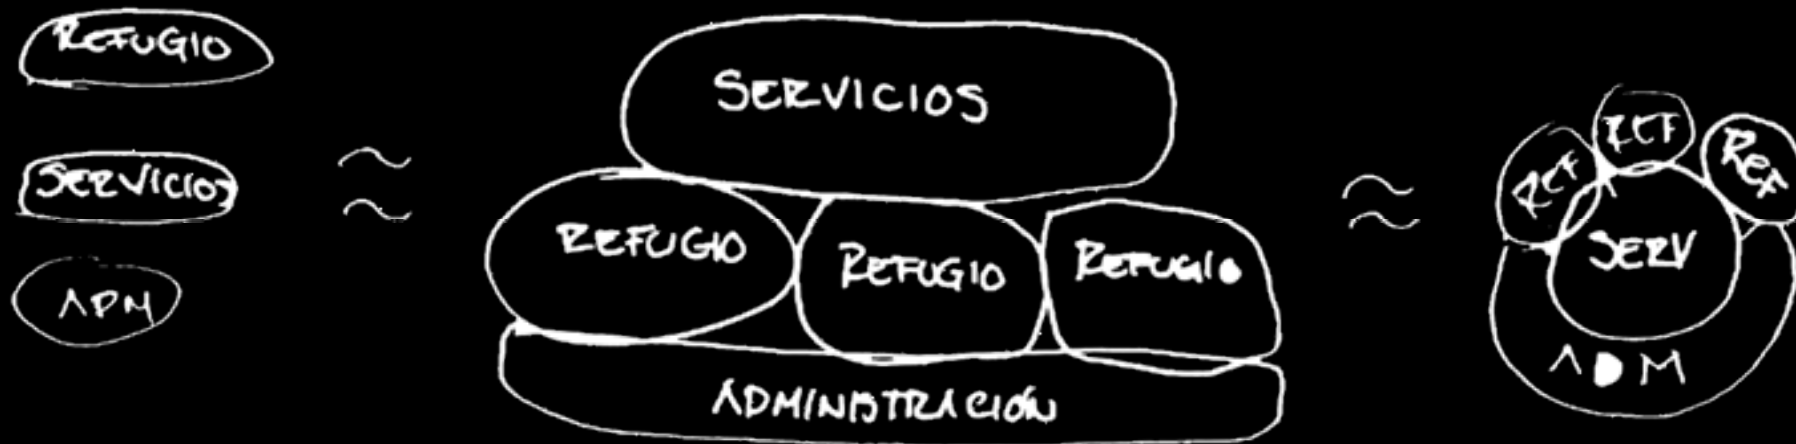 REFUGIO
SERVICIOS
ADM
≈
SERVICIOS
REFUGIO REFUGIO REFUGIO
ADMINISTRACIÓN
≈
REF REF REF
SERV
ADM